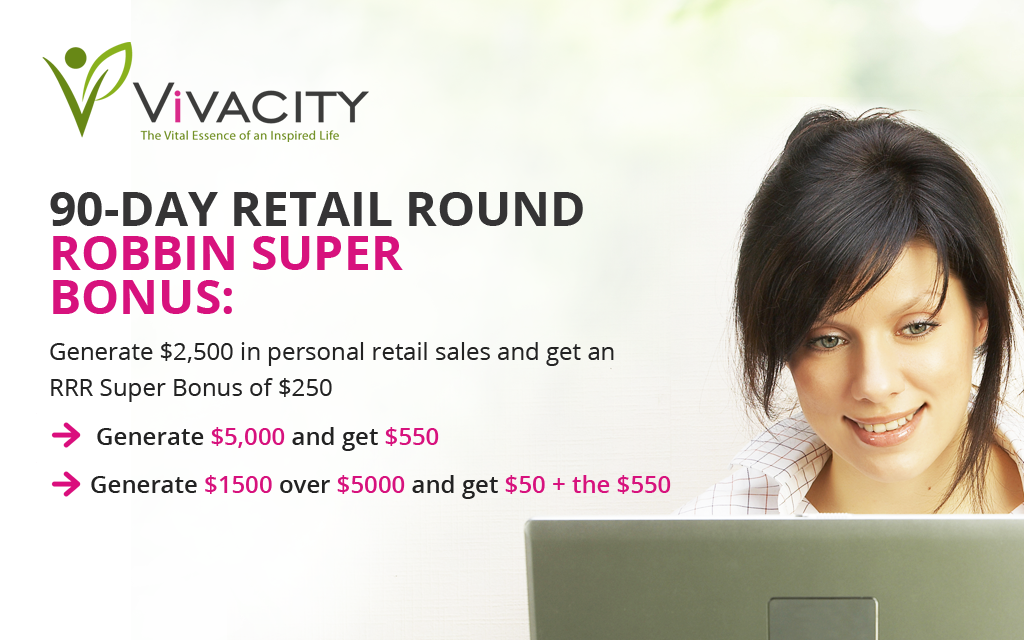 ViVACITY
The Vital Essence of an Inspired Life
90-DAY RETAIL ROUND
ROBBIN SUPER
BONUS:
Generate $2,500 in personal retail sales and get an
RRR Super Bonus of $250
Generate $5,000 and get $550
Generate $1500 over $5000 and get $50 + the $550